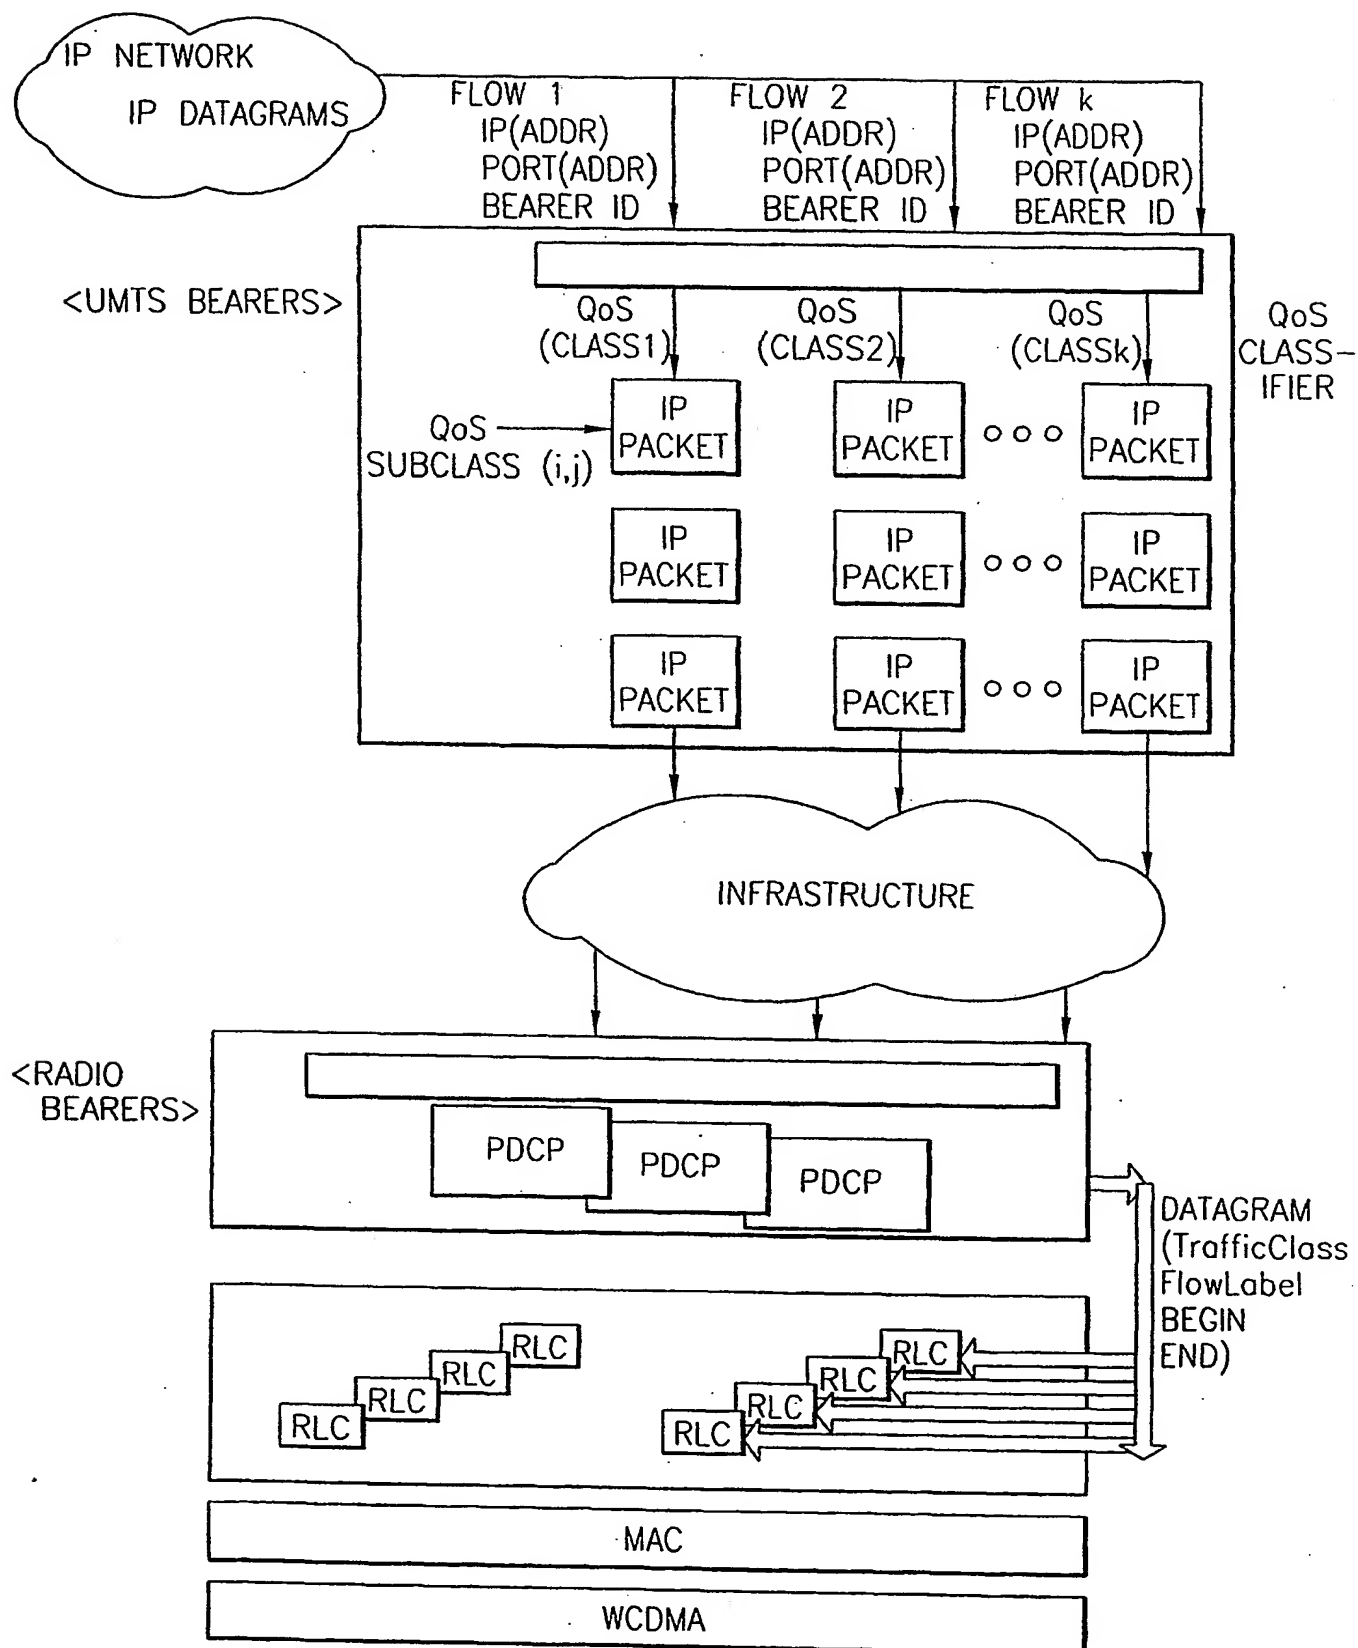 IP NETWORK
IP DATAGRAMS
FLOW 1
IP(ADDR)
PORT(ADDR)
BEARER ID
FLOW 2
IP(ADDR)
PORT(ADDR)
BEARER ID
FLOW k
IP(ADDR)
PORT(ADDR)
BEARER ID
<UMTS BEARERS>
QoS
(CLASS1)
QoS
(CLASS2)
QoS
(CLASSk)
QoS
CLASS-
IFIER
QoS
SUBCLASS (i,j)
IP
PACKET
IP
PACKET
IP
PACKET
IP
PACKET
IP
PACKET
IP
PACKET
IP
PACKET
IP
PACKET
IP
PACKET
INFRASTRUCTURE
<RADIO
BEARERS>
PDCP
PDCP
PDCP
DATAGRAM
(TrafficClass
FlowLabel
BEGIN
END)
RLC
RLC
RLC
RLC
RLC
RLC
RLC
RLC
MAC
WCDMA